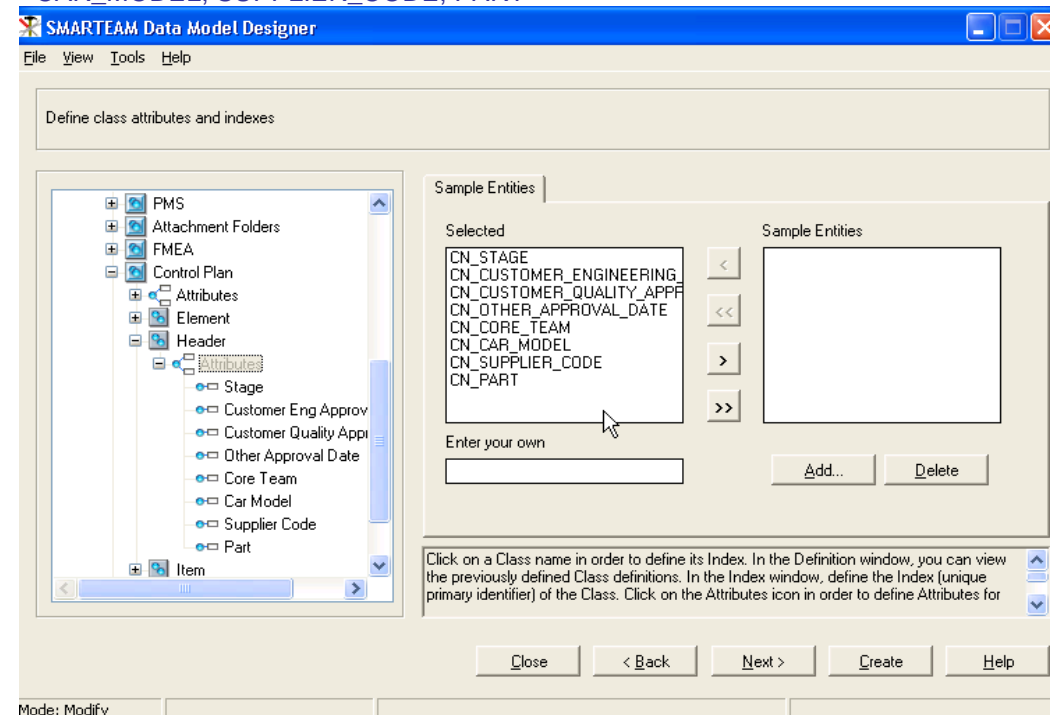 CAR_MODEL, SUPPLIER_CODE, PART
SMARTEAM Data Model Designer
File View Tools Help
Define class attributes and indexes
PMS
Attachment Folders
FMEA
Control Plan
Attributes
Element
Header
Attributes
Stage
Customer Eng Approv
Customer Quality Appr
Other Approval Date
Core Team
Car Model
Supplier Code
Part
Item
Sample Entities
Selected
CN_STAGE
CN_CUSTOMER_ENGINEERING_
CN_CUSTOMER_QUALITY_APPR
CN_OTHER_APPROVAL_DATE
CN_CORE_TEAM
CN_CAR_MODEL
CN_SUPPLIER_CODE
CN_PART
<
<<
>
>>
Sample Entities
Enter your own
Add... Delete
Click on a Class name in order to define its Index. In the Definition window, you can view
the previously defined Class definitions. In the Index window, define the Index (unique
primary identifier) of the Class. Click on the Attributes icon in order to define Attributes for
Close < Back Next > Create Help
Mode: Modify